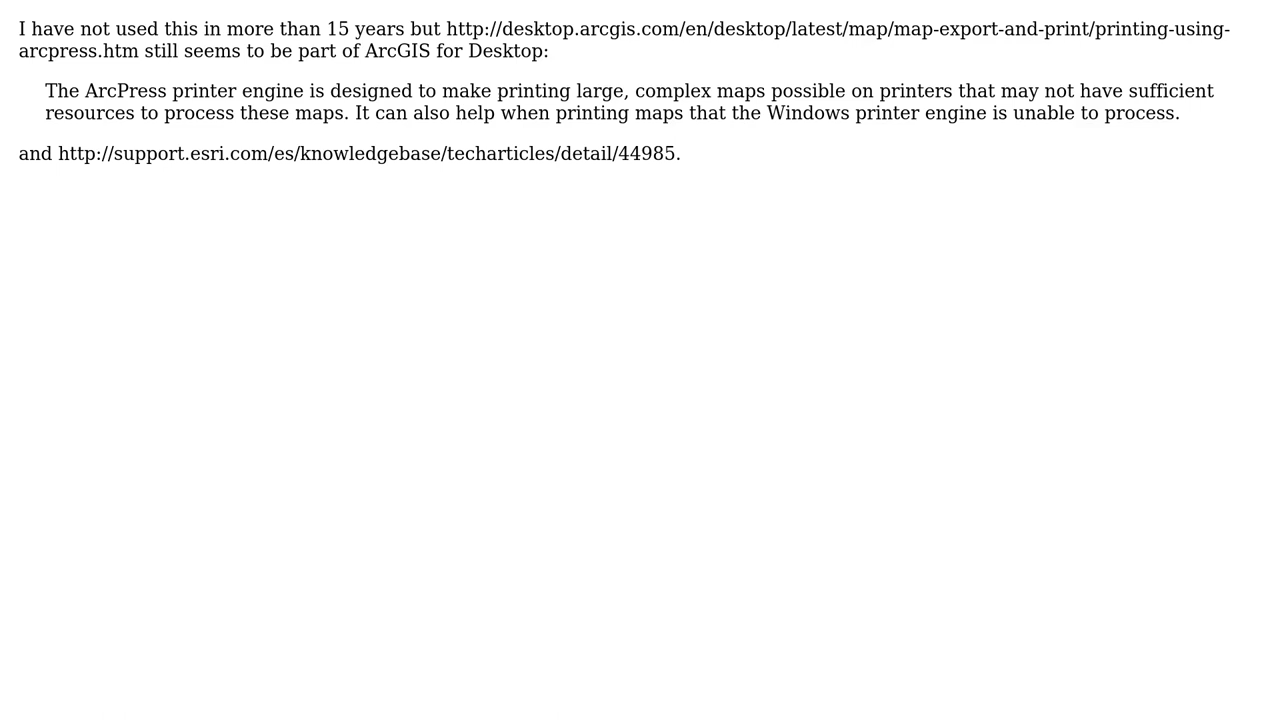 I have not used this in more than 15 years but http://desktop.arcgis.com/en/desktop/latest/map/map-export-and-print/printing-using-
arcpress.htm still seems to be part of ArcGIS for Desktop:
The ArcPress printer engine is designed to make printing large, complex maps possible on printers that may not have sufficient
resources to process these maps. It can also help when printing maps that the Windows printer engine is unable to process.
and http://support.esri.com/es/knowledgebase/techarticles/detail/44985.